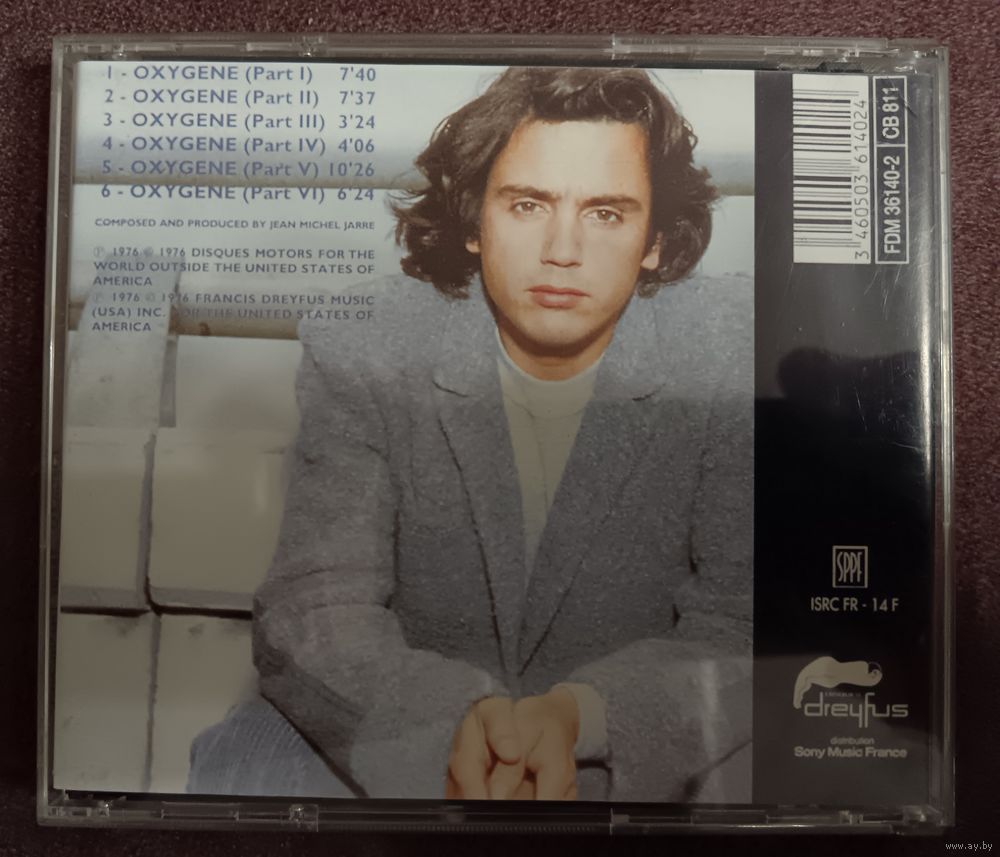 1 - OXYGENE (Part I) 7'40
2 - OXYGENE (Part II) 7'37
3 - OXYGENE (Part III) 3'24
4 - OXYGENE (Part IV) 4'06
5 - OXYGENE (Part V) 10'26
6 - OXYGENE (Part VI) 6'24
COMPOSED AND PRODUCED BY JEAN MICHEL JARRE
℗ 1976 © 1976 DISQUES MOTORS FOR THE
WORLD OUTSIDE THE UNITED STATES OF
AMERICA
℗ 1976 © 1976 FRANCIS DREYFUS MUSIC
(USA) INC. FOR THE UNITED STATES OF
AMERICA
3 460503 614024
FDM 36140-2 CB 811
SPPF
ISRC FR - 14 F
dreyfus
distribution
Sony Music France
www.ay.by